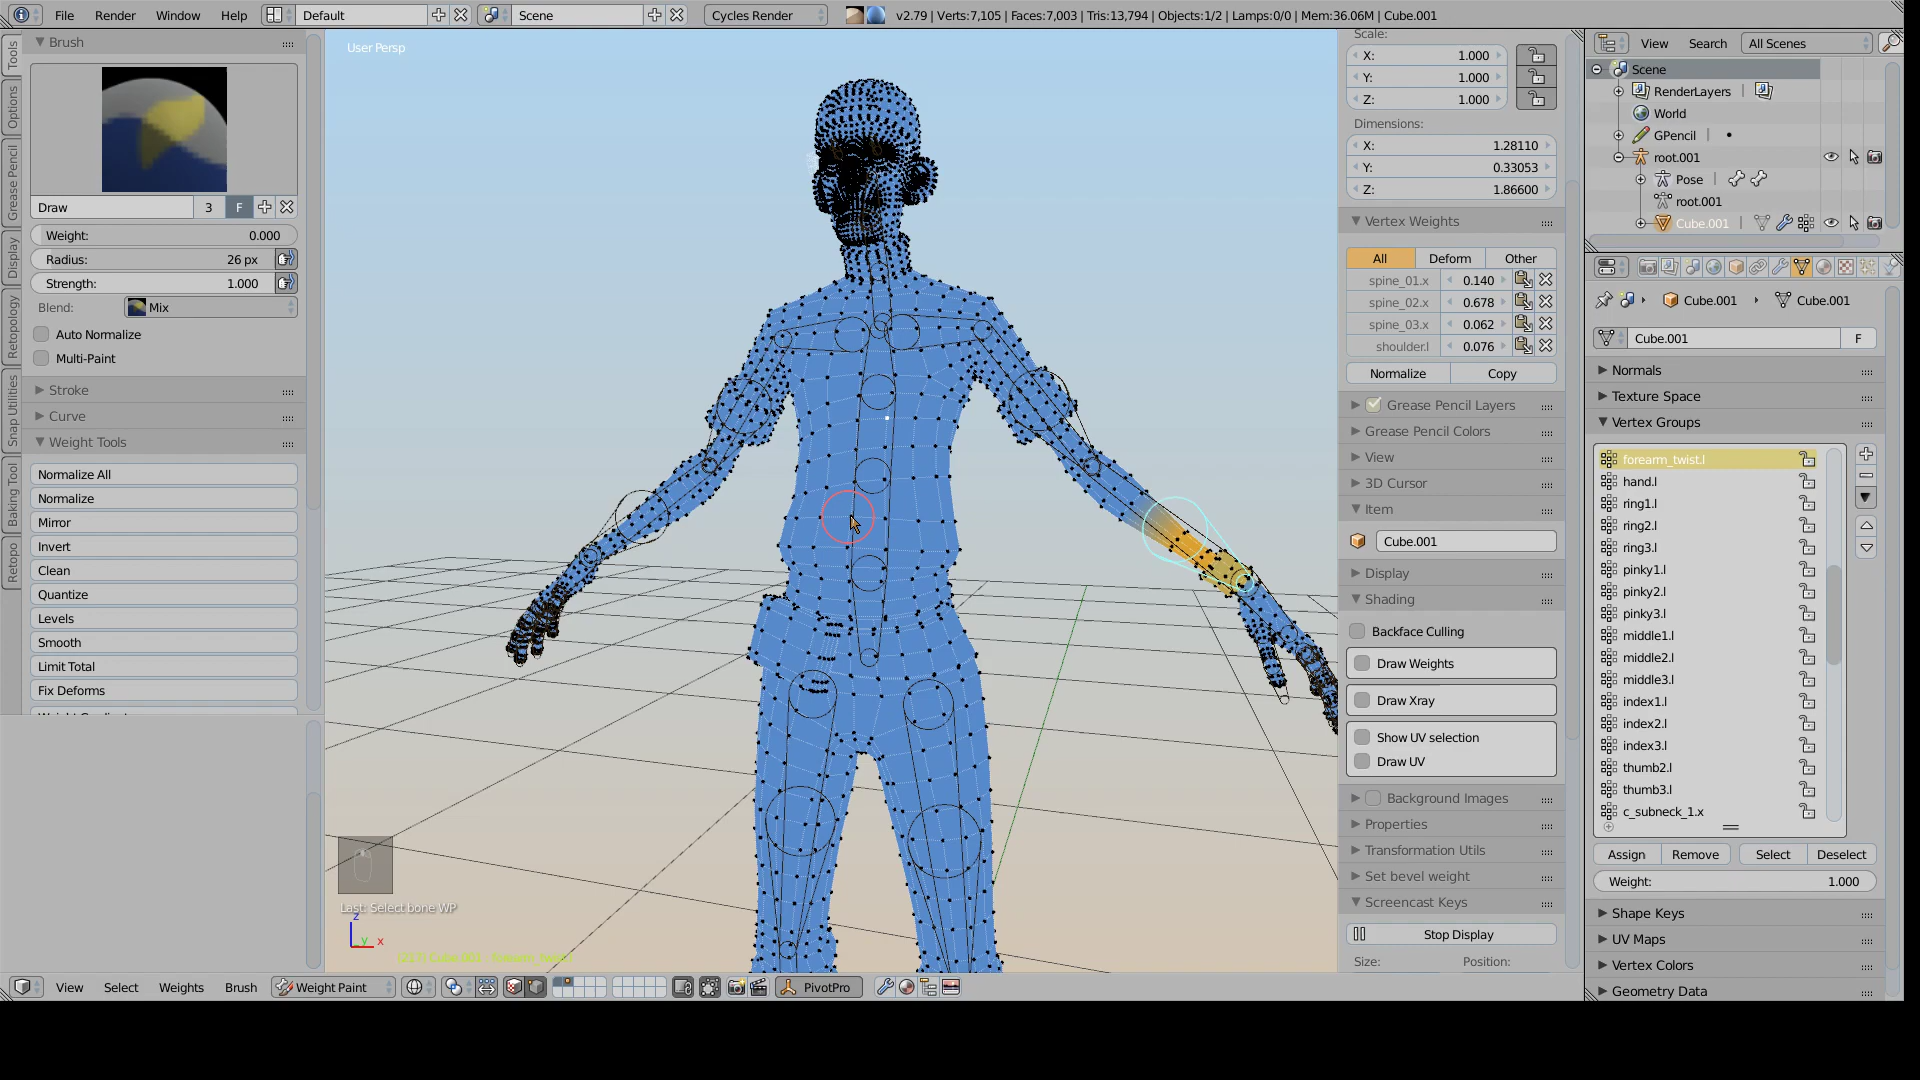 File Render Window Help Default Scene Cycles Render v2.79 | Verts:7,105 | Faces:7,003 | Tris:13,794 | Objects:1/2 | Lamps:0/0 | Mem:36.06M | Cube.001
Tools
Options
Grease Pencil
Display
Retopology
Snap Utilities
Baking Tool
Retopo
Brush
Draw 3 F
Weight: 0.000
Radius: 26 px
Strength: 1.000
Blend: Mix
Auto Normalize
Multi-Paint
Stroke
Curve
Weight Tools
Normalize All
Normalize
Mirror
Invert
Clean
Quantize
Levels
Smooth
Limit Total
Fix Deforms
User Persp
Last: Select bone WP
z
y x
Scale:
X: 1.000
Y: 1.000
Z: 1.000
Dimensions:
X: 1.28110
Y: 0.33053
Z: 1.86600
Vertex Weights
All Deform Other
spine_01.x 0.140
spine_02.x 0.678
spine_03.x 0.062
shoulder.l 0.076
Normalize Copy
Grease Pencil Layers
Grease Pencil Colors
View
3D Cursor
Item
Cube.001
Display
Shading
Backface Culling
Draw Weights
Draw Xray
Show UV selection
Draw UV
Background Images
Properties
Transformation Utils
Set bevel weight
Screencast Keys
Stop Display
Size: Position:
View Search All Scenes
Scene
RenderLayers
World
GPencil
root.001
Pose
root.001
Cube.001
Cube.001 Cube.001
Cube.001 F
Normals
Texture Space
Vertex Groups
forearm_twist.l
hand.l
ring1.l
ring2.l
ring3.l
pinky1.l
pinky2.l
pinky3.l
middle1.l
middle2.l
middle3.l
index1.l
index2.l
index3.l
thumb2.l
thumb3.l
c_subneck_1.x
Assign Remove Select Deselect
Weight: 1.000
Shape Keys
UV Maps
Vertex Colors
Geometry Data
View Select Weights Brush Weight Paint PivotPro